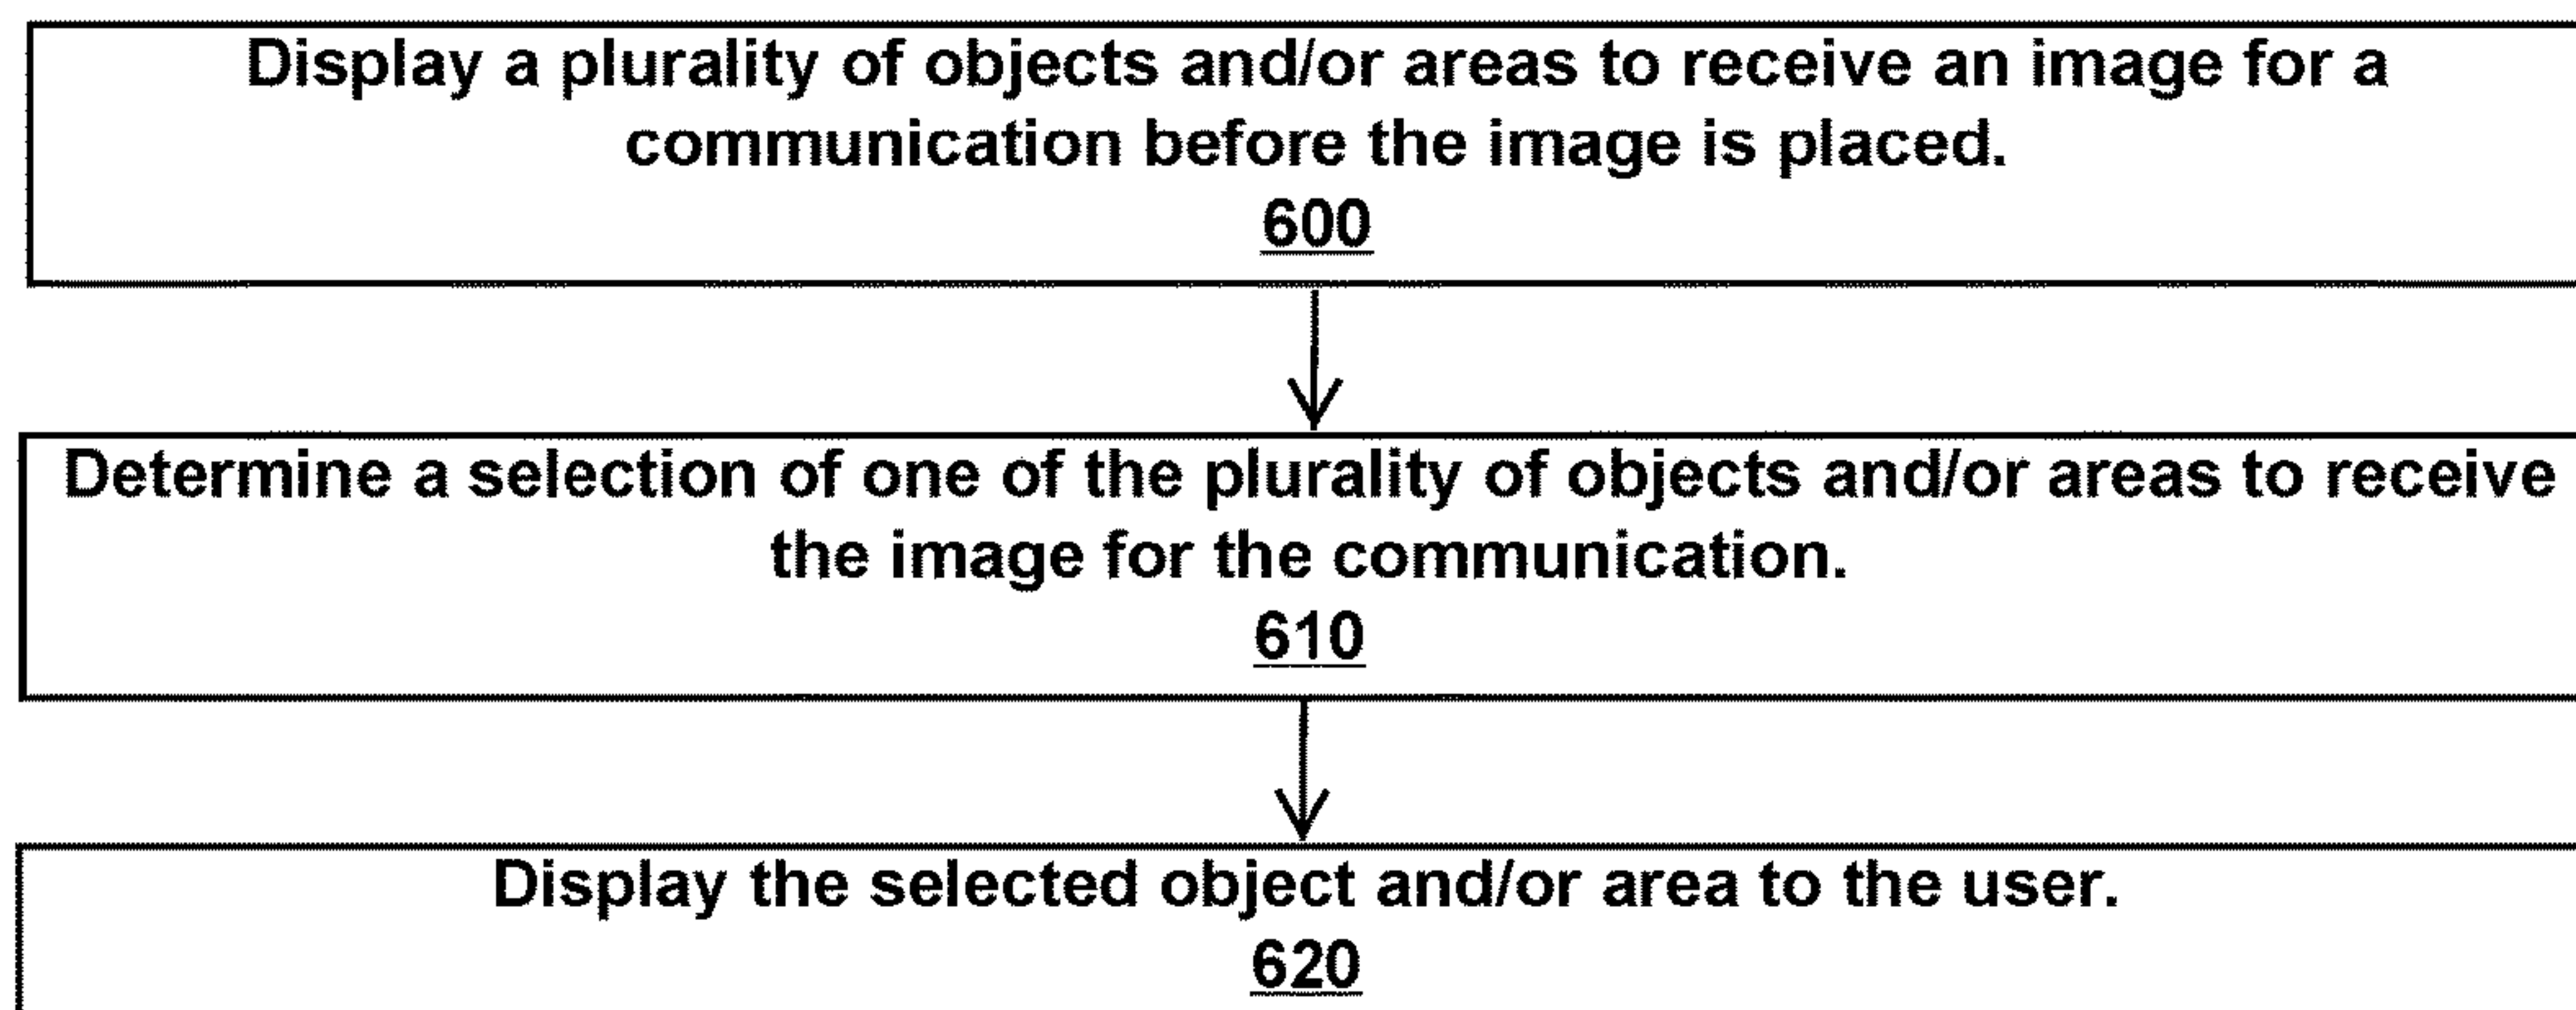 Display a plurality of objects and/or areas to receive an image for a
communication before the image is placed.
600
Determine a selection of one of the plurality of objects and/or areas to receive
the image for the communication.
610
Display the selected object and/or area to the user.
620